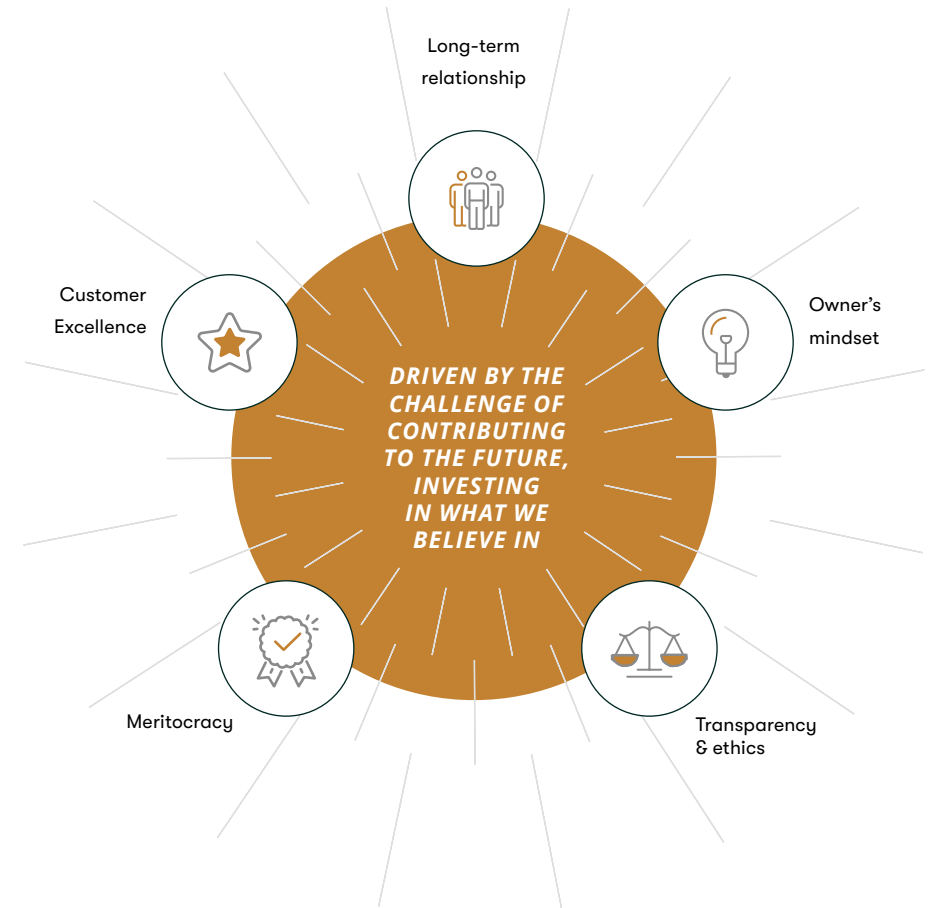 Long-term
relationship
Customer
Excellence
Owner's
mindset
DRIVEN BY THE
CHALLENGE OF
CONTRIBUTING
TO THE FUTURE,
INVESTING
IN WHAT WE
BELIEVE IN
Meritocracy
Transparency
& ethics